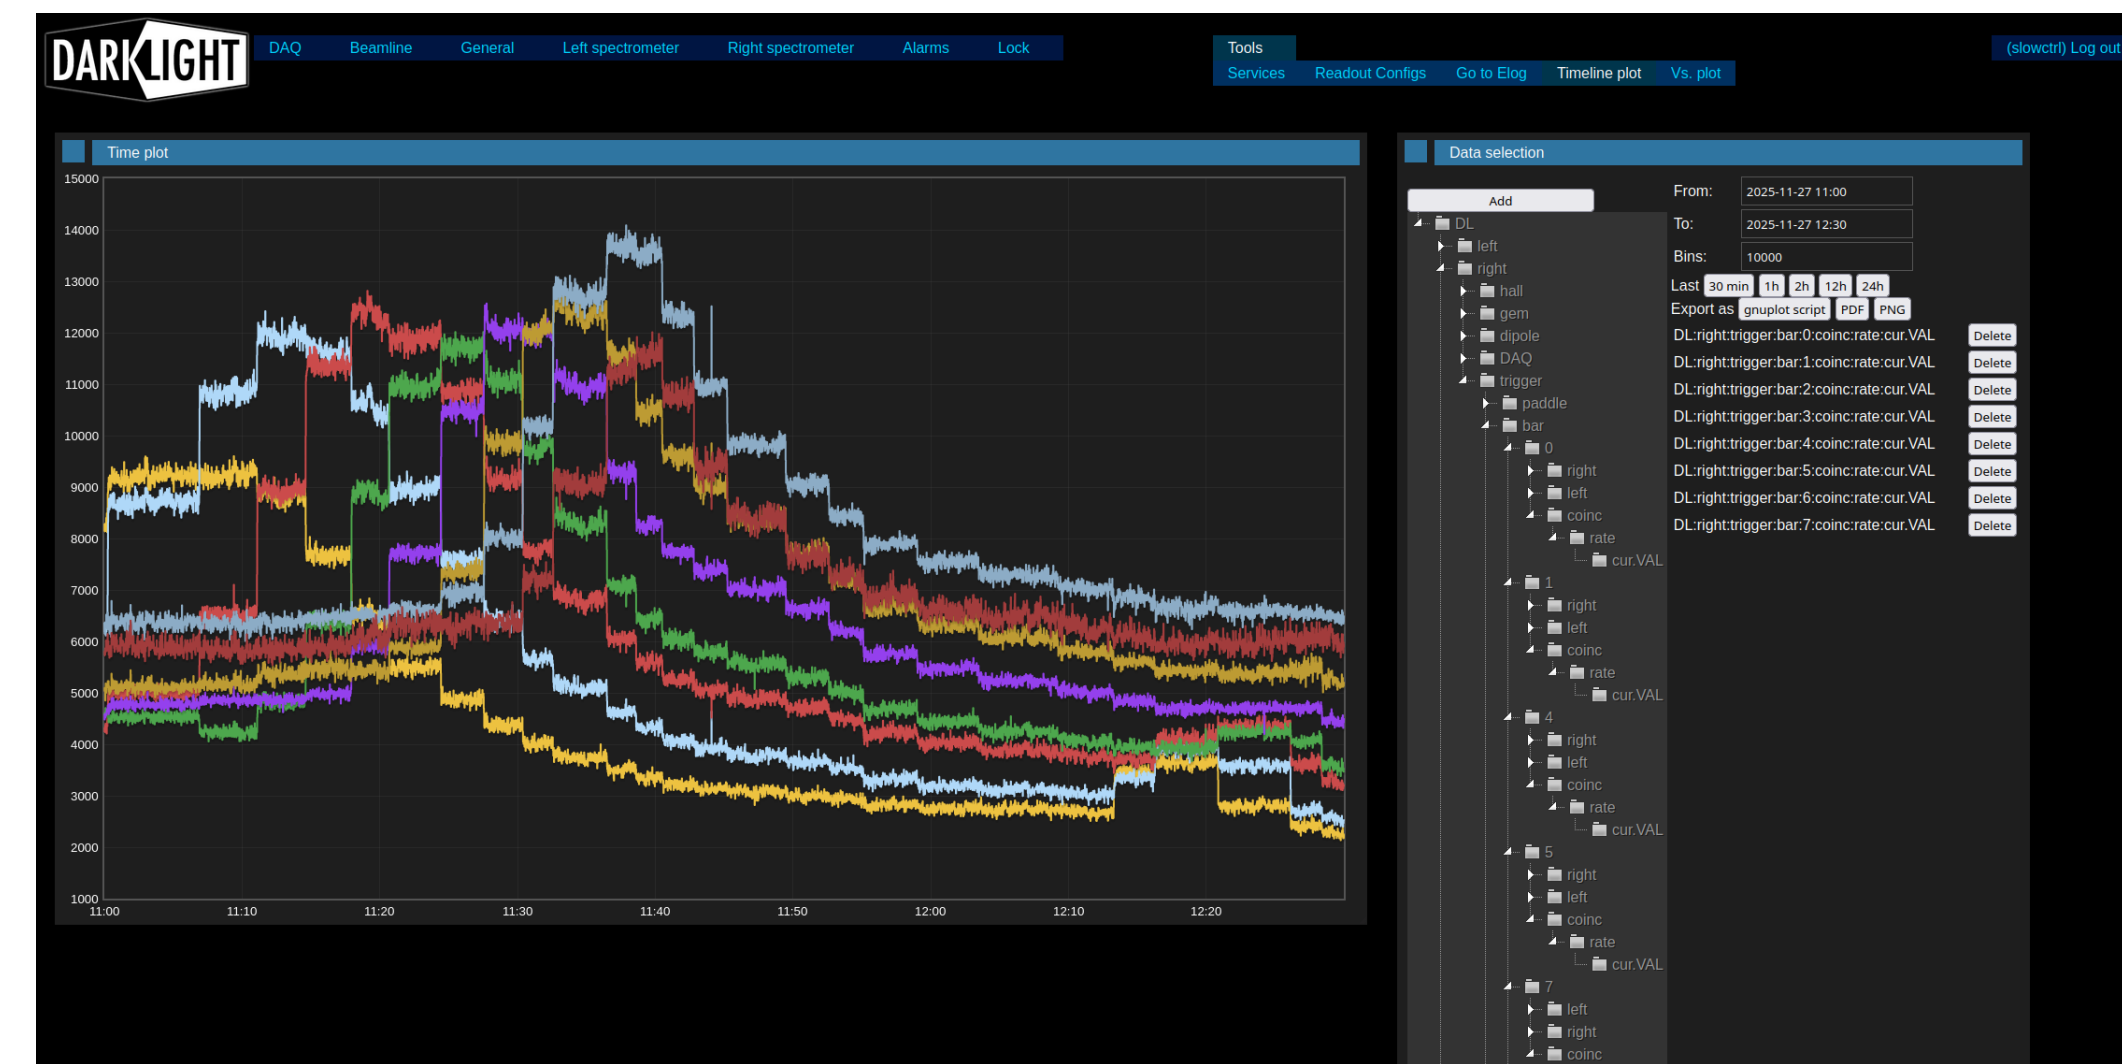 DARKLIGHT
DAQ Beamline General Left spectrometer Right spectrometer Alarms Lock
Tools
Services Readout Configs Go to Elog Timeline plot Vs. plot
(slowctrl) Log out
Time plot
15000
14000
13000
12000
11000
10000
9000
8000
7000
6000
5000
4000
3000
2000
1000
11:00 11:10 11:20 11:30 11:40 11:50 12:00 12:10 12:20
Data selection
Add
DL
left
right
hall
gem
dipole
DAQ
trigger
paddle
bar
0
right
left
coinc
rate
cur.VAL
1
right
left
coinc
rate
cur.VAL
4
right
left
coinc
rate
cur.VAL
5
right
left
coinc
rate
cur.VAL
7
left
right
coinc
From: 2025-11-27 11:00
To: 2025-11-27 12:30
Bins: 10000
Last 30 min 1h 2h 12h 24h
Export as gnuplot script PDF PNG
DL:right:trigger:bar:0:coinc:rate:cur.VAL Delete
DL:right:trigger:bar:1:coinc:rate:cur.VAL Delete
DL:right:trigger:bar:2:coinc:rate:cur.VAL Delete
DL:right:trigger:bar:3:coinc:rate:cur.VAL Delete
DL:right:trigger:bar:4:coinc:rate:cur.VAL Delete
DL:right:trigger:bar:5:coinc:rate:cur.VAL Delete
DL:right:trigger:bar:6:coinc:rate:cur.VAL Delete
DL:right:trigger:bar:7:coinc:rate:cur.VAL Delete